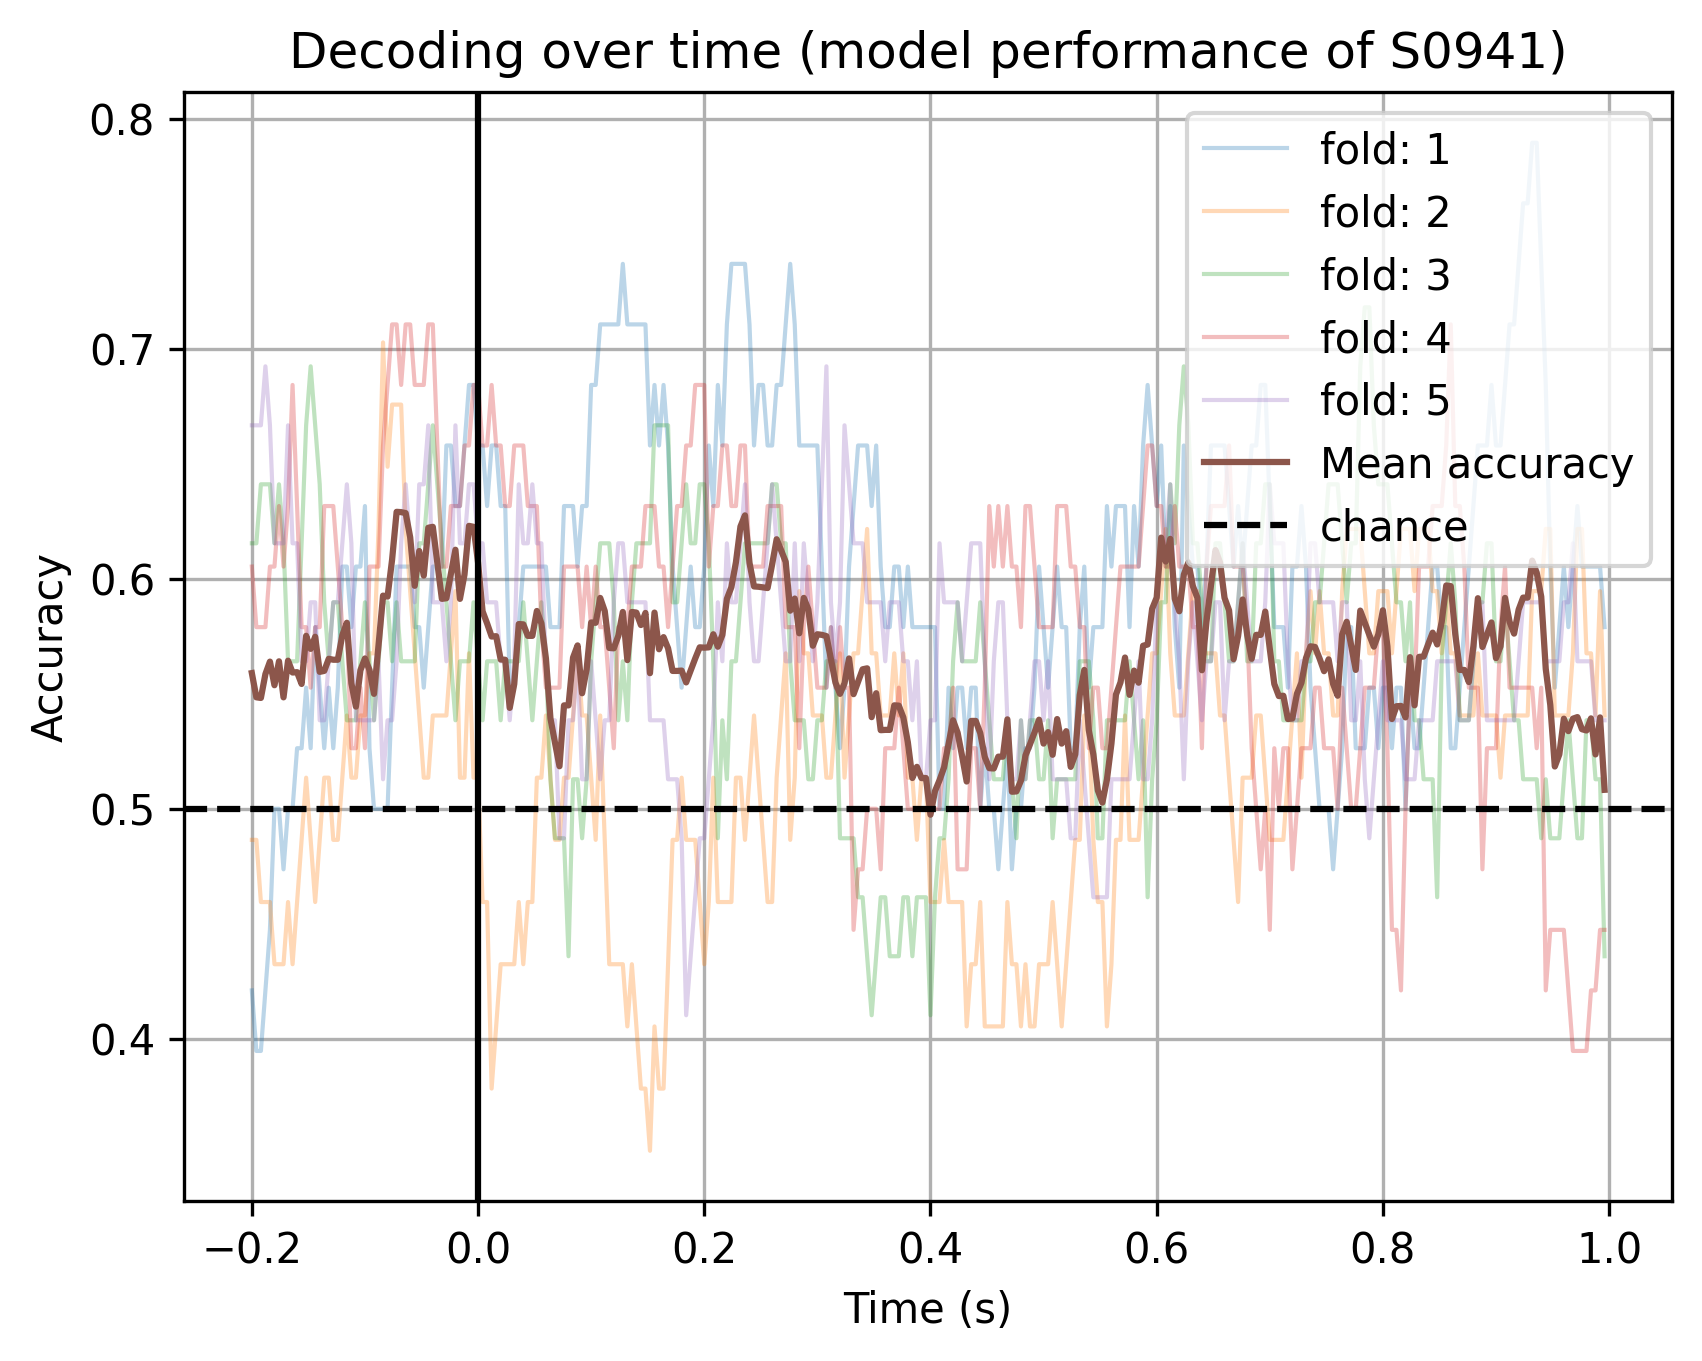 Decoding over time (model performance of S0941)
Accuracy
0.8
0.7
0.6
0.5
0.4
fold: 1
fold: 2
fold: 3
fold: 4
fold: 5
Mean accuracy
chance
−0.2 0.0 0.2 0.4 0.6 0.8 1.0
Time (s)